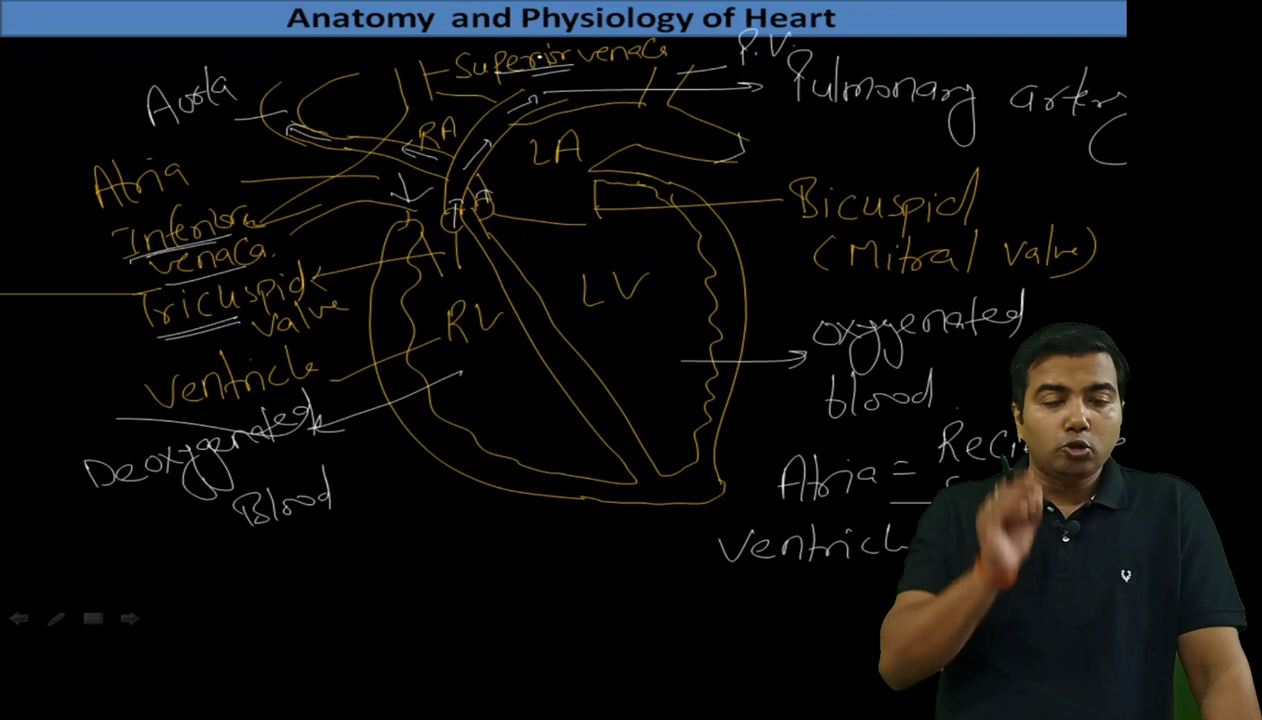 Anatomy and Physiology of Heart
Superior venaca
P.V.
Pulmonary artery
(
Aorta
RA
LA
Atria
Inferior
venaca.
Bicuspid
(Mitral valve)
Tricuspid
valve
RV
LV
oxygenated
blood
ventricle
Deoxygenated
Blood
Atria =
ventricle